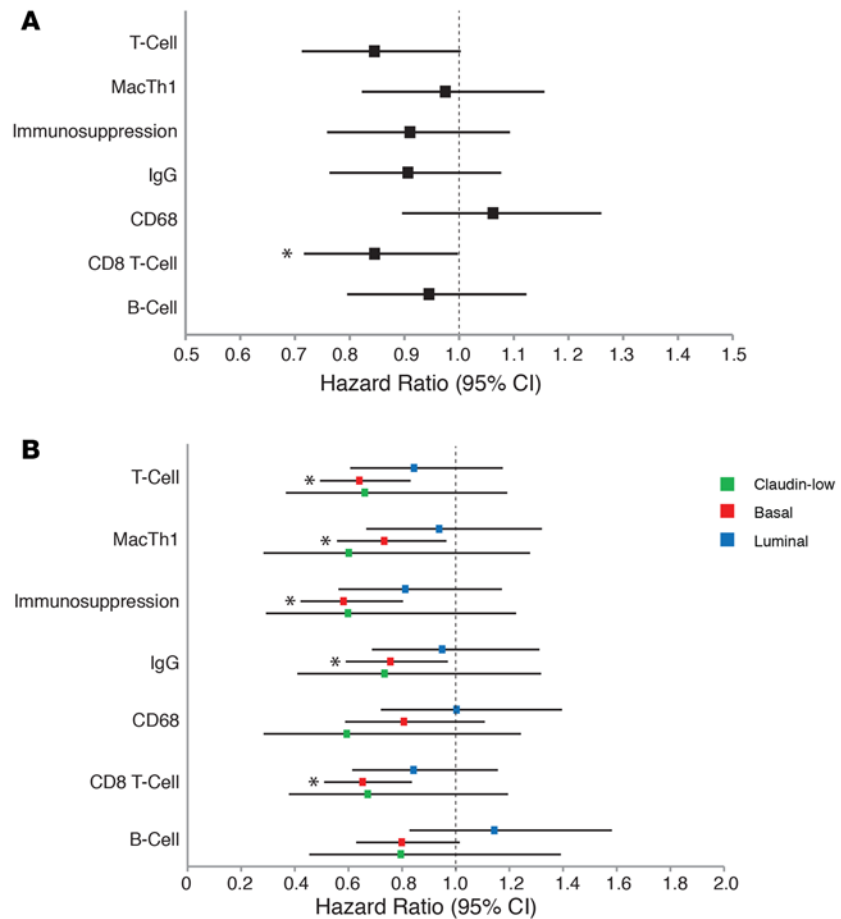 A
T-Cell
MacTh1
Immunosuppression
IgG
CD68
* CD8 T-Cell
B-Cell
0.5 0.6 0.7 0.8 0.9 1.0 1.1 1. 2 1.3 1.4 1.5
Hazard Ratio (95% CI)
B
T-Cell *
MacTh1 *
Immunosuppression *
IgG *
CD68
CD8 T-Cell *
B-Cell
Claudin-low
Basal
Luminal
0 0.2 0.4 0.6 0.8 1.0 1.2 1.4 1.6 1.8 2.0
Hazard Ratio (95% CI)